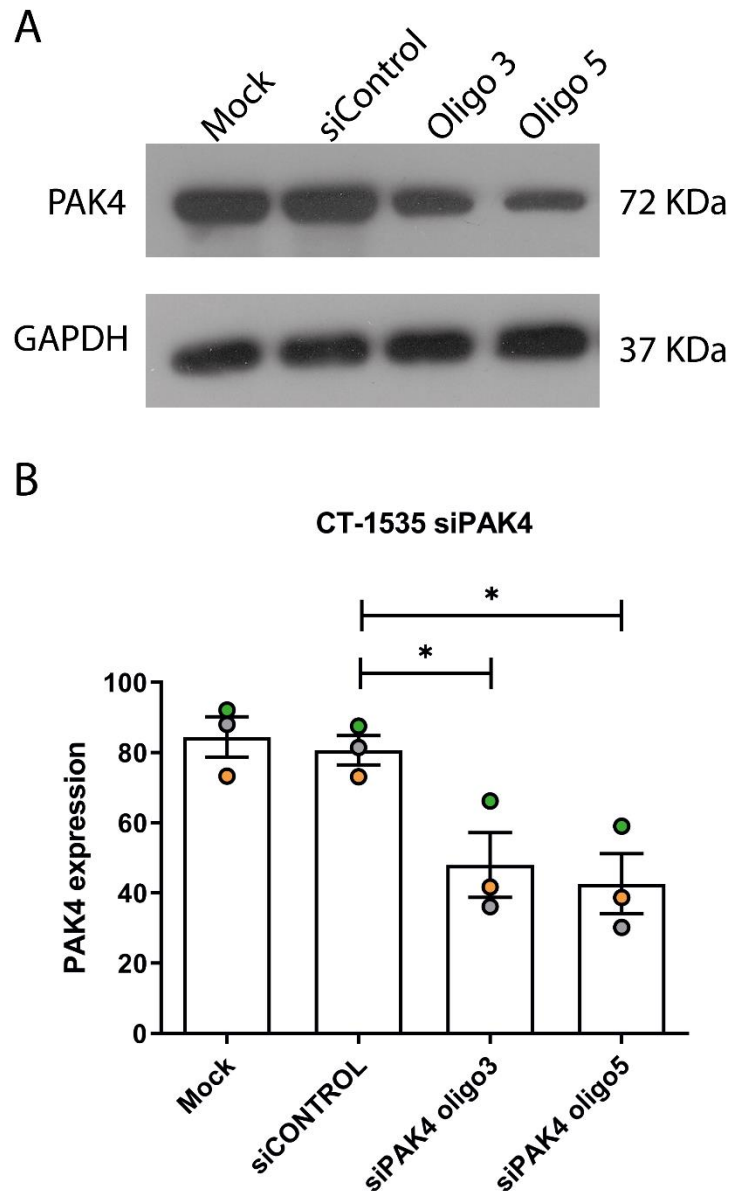 A
Mock siControl Oligo 3 Oligo 5
PAK4 72 KDa
GAPDH 37 KDa
B
CT-1535 siPAK4
*
*
PAK4 expression
100
80
60
40
20
0
Mock siCONTROL siPAK4 oligo3 siPAK4 oligo5